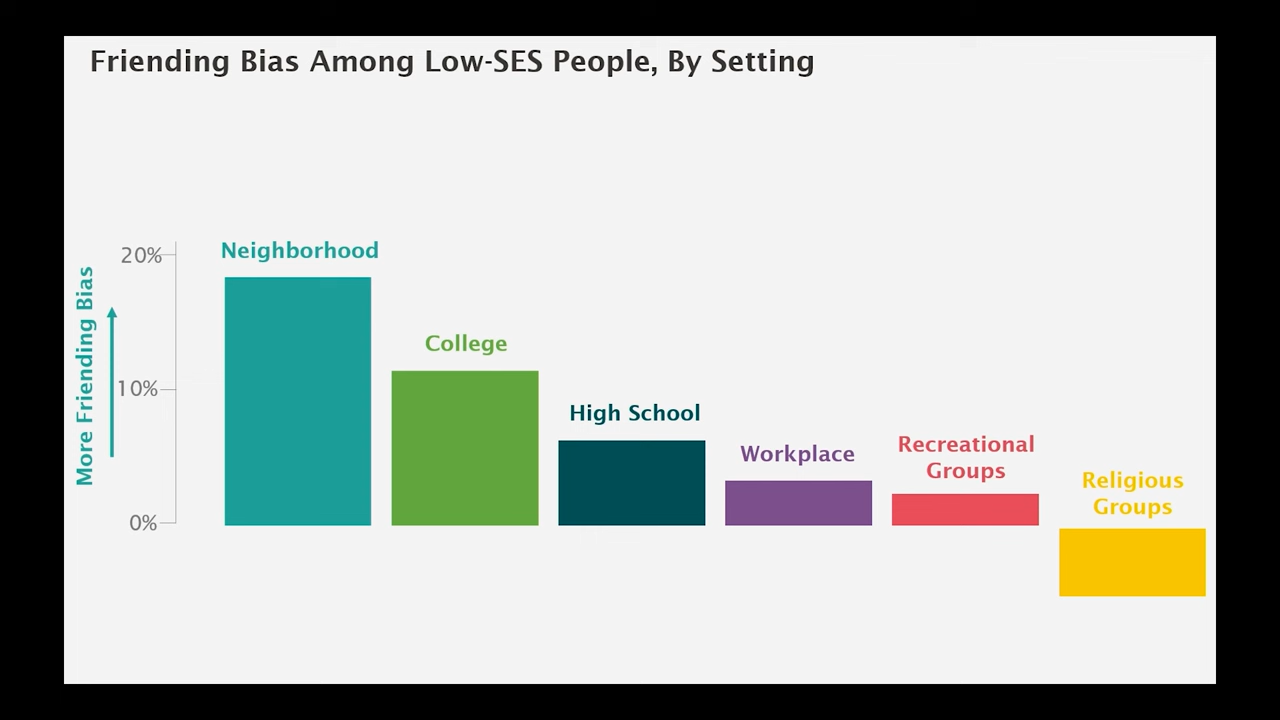 Friending Bias Among Low-SES People, By Setting
More Friending Bias
20%
10%
0%
Neighborhood
College
High School
Workplace
Recreational
Groups
Religious
Groups